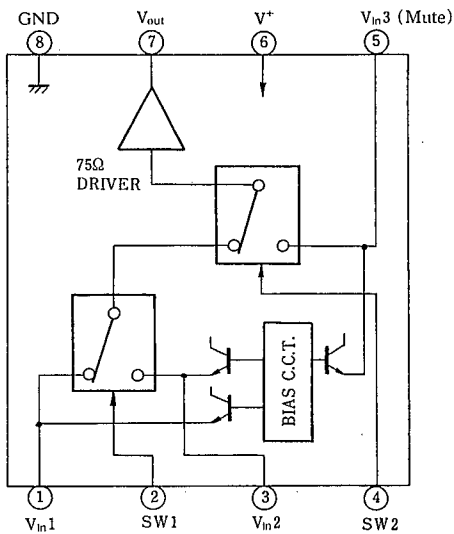 GND Vout V+ Vin3 (Mute)
8 7 6 5
75Ω
DRIVER
BIAS C.C.T.
1 2 3 4
Vin1 SW1 Vin2 SW2